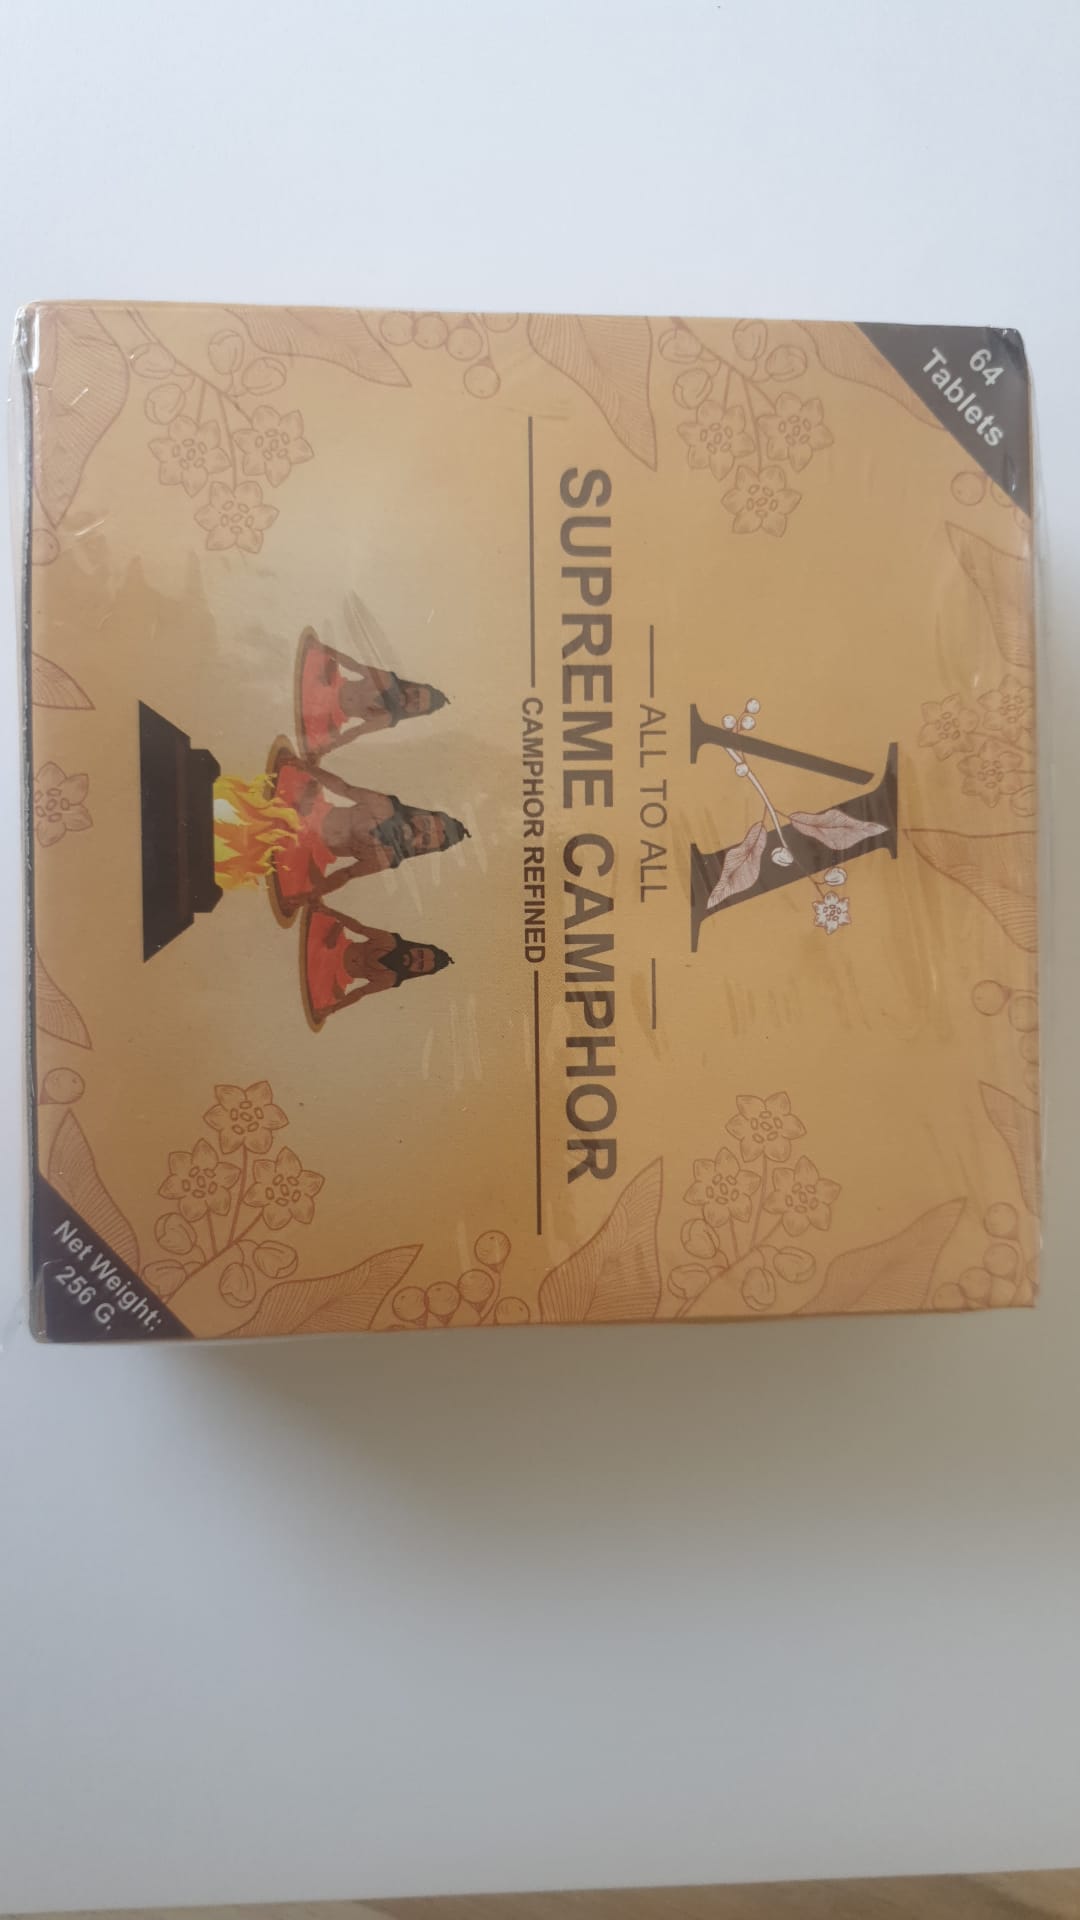 64
Tablets
A
ALL TO ALL
SUPREME CAMPHOR
CAMPHOR REFINED
Net Weight:
256 G.